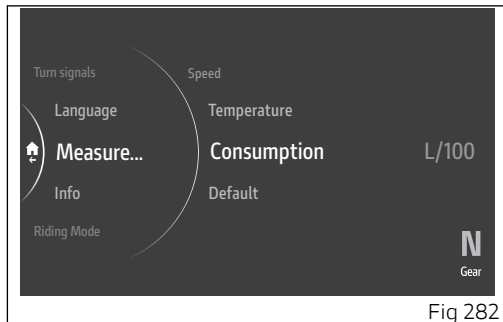 Turn signals
Language
Measure...
Info
Riding Mode
Speed
Temperature
Consumption L/100
Default
N
Gear
Fig 282